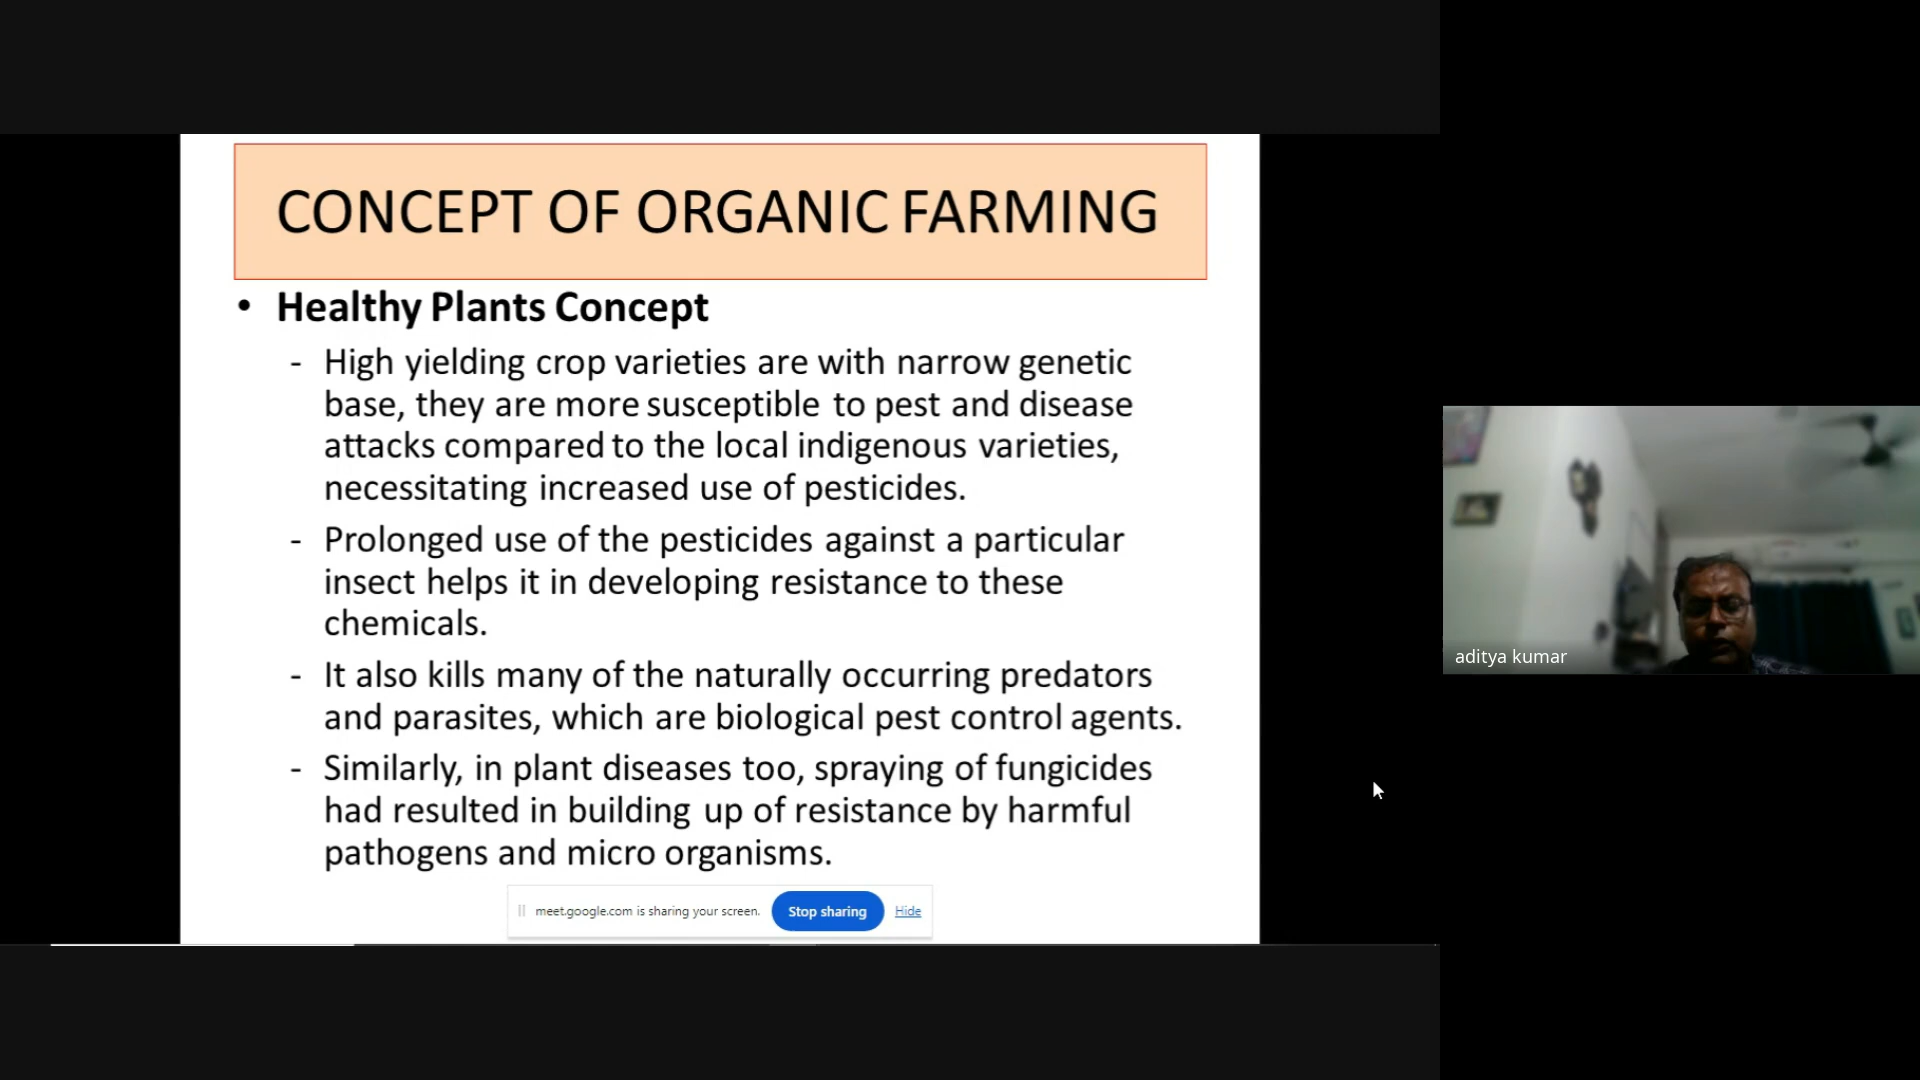 CONCEPT OF ORGANIC FARMING
• Healthy Plants Concept
- High yielding crop varieties are with narrow genetic
base, they are more susceptible to pest and disease
attacks compared to the local indigenous varieties,
necessitating increased use of pesticides.
- Prolonged use of the pesticides against a particular
insect helps it in developing resistance to these
chemicals.
- It also kills many of the naturally occurring predators
and parasites, which are biological pest control agents.
- Similarly, in plant diseases too, spraying of fungicides
had resulted in building up of resistance by harmful
pathogens and micro organisms.
meet.google.com is sharing your screen. Stop sharing Hide
aditya kumar